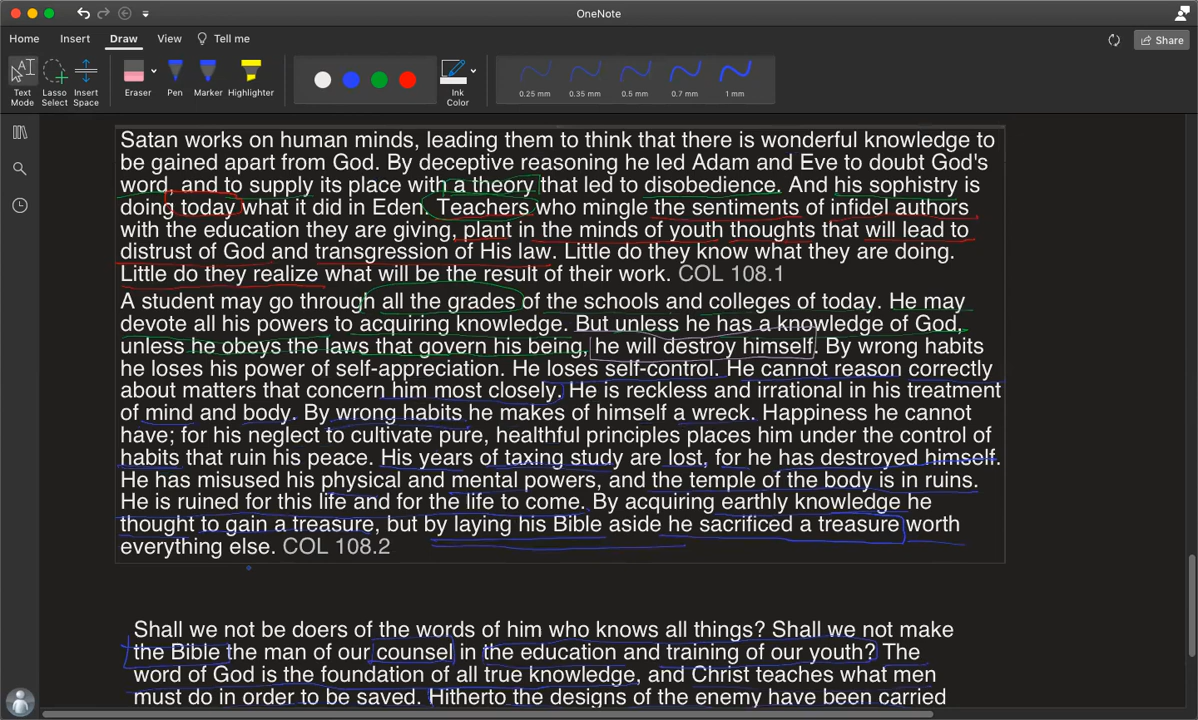 OneNote
Home Insert Draw View Tell me
Share
Text Mode
Lasso Select
Insert Space
Eraser
Pen
Marker
Highlighter
Ink Color
0.25 mm 0.35 mm 0.5 mm 0.7 mm 1 mm
Satan works on human minds, leading them to think that there is wonderful knowledge to
be gained apart from God. By deceptive reasoning he led Adam and Eve to doubt God's
word, and to supply its place with a theory that led to disobedience. And his sophistry is
doing today what it did in Eden. Teachers who mingle the sentiments of infidel authors
with the education they are giving, plant in the minds of youth thoughts that will lead to
distrust of God and transgression of His law. Little do they know what they are doing.
Little do they realize what will be the result of their work. COL 108.1
A student may go through all the grades of the schools and colleges of today. He may
devote all his powers to acquiring knowledge. But unless he has a knowledge of God,
unless he obeys the laws that govern his being, he will destroy himself. By wrong habits
he loses his power of self-appreciation. He loses self-control. He cannot reason correctly
about matters that concern him most closely. He is reckless and irrational in his treatment
of mind and body. By wrong habits he makes of himself a wreck. Happiness he cannot
have; for his neglect to cultivate pure, healthful principles places him under the control of
habits that ruin his peace. His years of taxing study are lost, for he has destroyed himself.
He has misused his physical and mental powers, and the temple of the body is in ruins.
He is ruined for this life and for the life to come. By acquiring earthly knowledge he
thought to gain a treasure, but by laying his Bible aside he sacrificed a treasure worth
everything else. COL 108.2
Shall we not be doers of the words of him who knows all things? Shall we not make
the Bible the man of our counsel in the education and training of our youth? The
word of God is the foundation of all true knowledge, and Christ teaches what men
must do in order to be saved. Hitherto the designs of the enemy have been carried